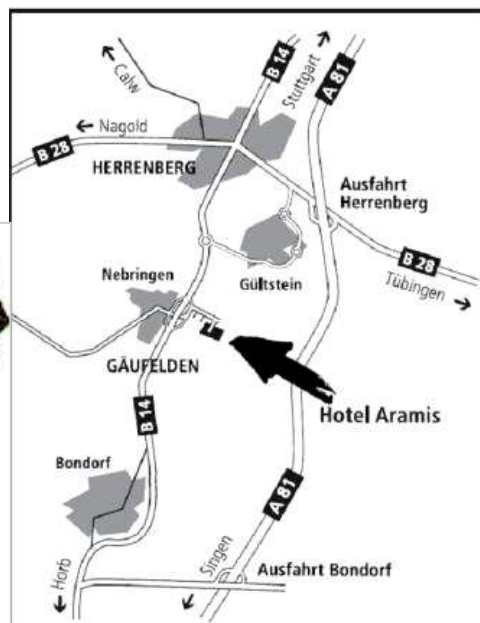 B 14
Stuttgart
A 81
Calw
Nagold
B 28
HERRENBERG
Ausfahrt
Herrenberg
B 28
Tübingen
Gültstein
Nebringen
GÄUFELDEN
Hotel Aramis
B 14
Bondorf
A 81
Singen
Horb
Ausfahrt Bondorf